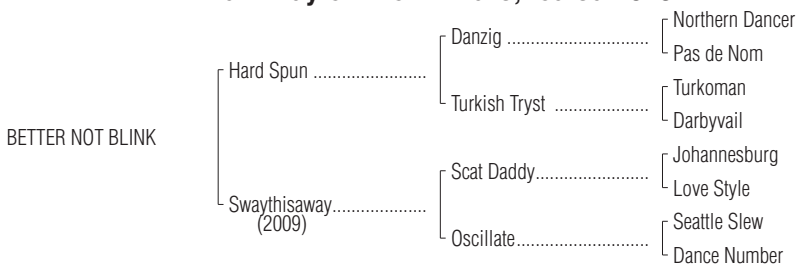 Northern Dancer
Danzig ......................
Pas de Nom
Hard Spun ......................
Turkoman
Turkish Tryst ....................
Darbyvail
BETTER NOT BLINK
Johannesburg
Scat Daddy......................
Love Style
Swaythisaway....................
(2009)
Seattle Slew
Oscillate..........................
Dance Number